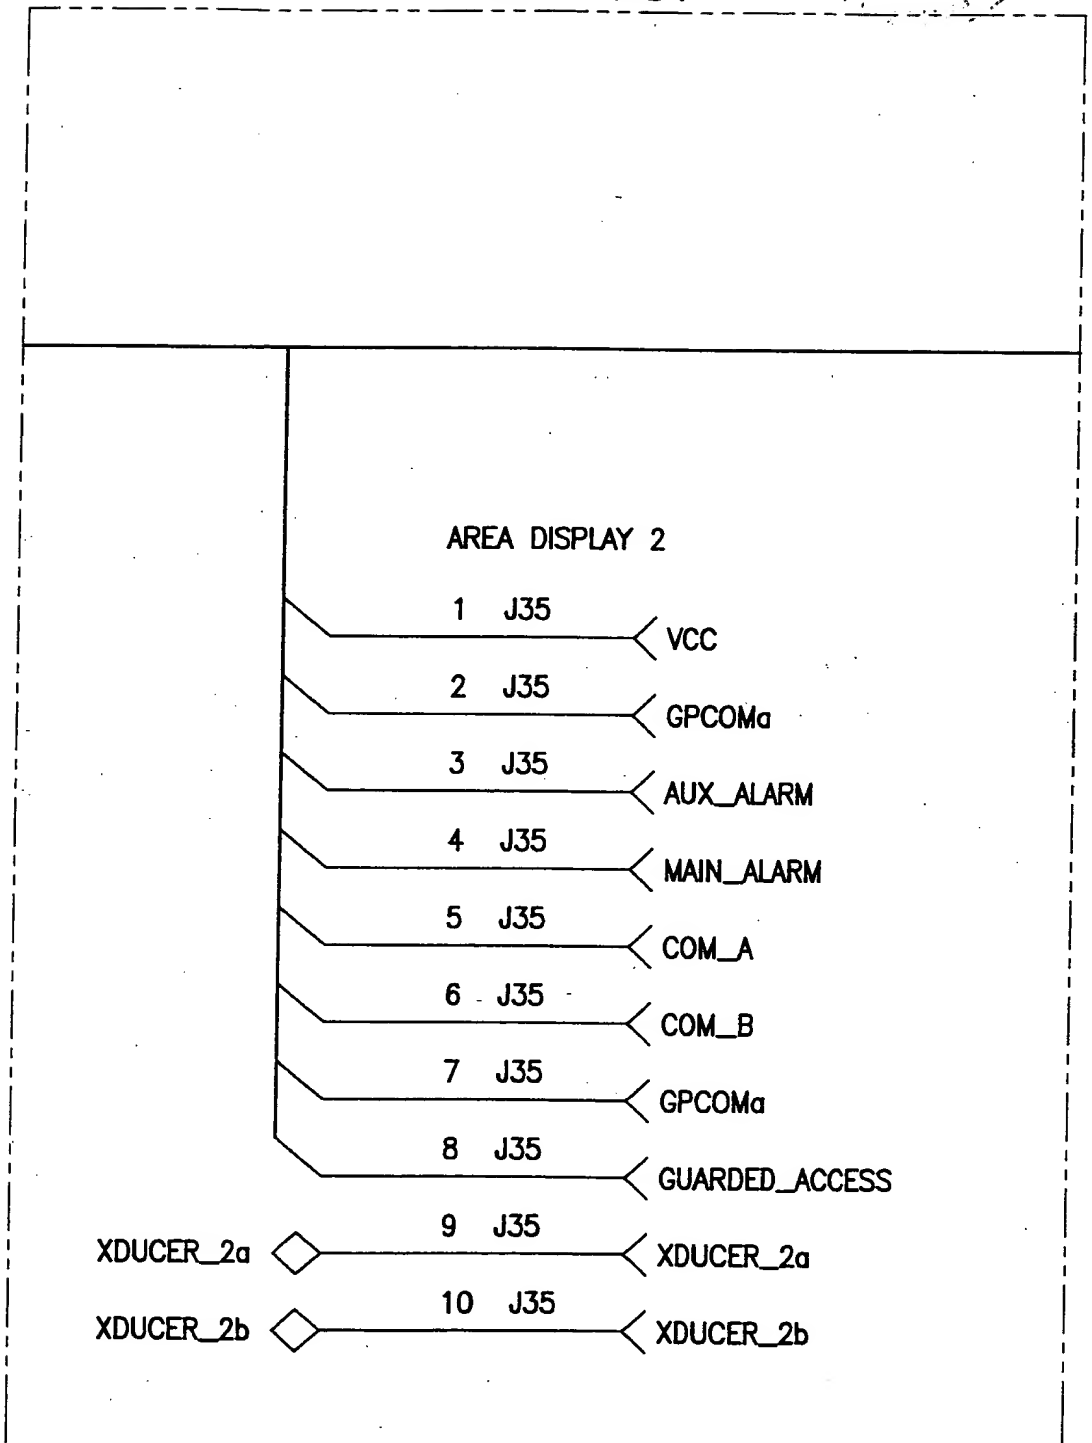 AREA DISPLAY 2
1 J35
VCC
2 J35
GPCOMa
3 J35
AUX_ALARM
4 J35
MAIN_ALARM
5 J35
COM_A
6 J35
COM_B
7 J35
GPCOMa
8 J35
GUARDED_ACCESS
9 J35
XDUCER_2a XDUCER_2a
10 J35
XDUCER_2b XDUCER_2b